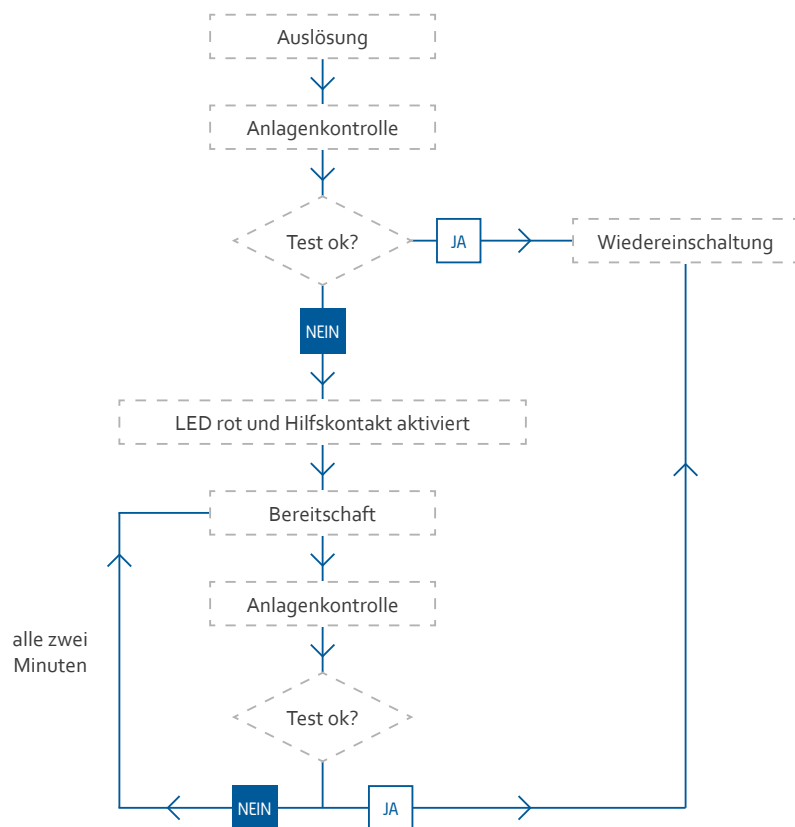 Auslösung
Anlagenkontrolle
Test ok?
JA
Wiedereinschaltung
NEIN
LED rot und Hilfskontakt aktiviert
Bereitschaft
Anlagenkontrolle
alle zwei
Minuten
Test ok?
NEIN
JA